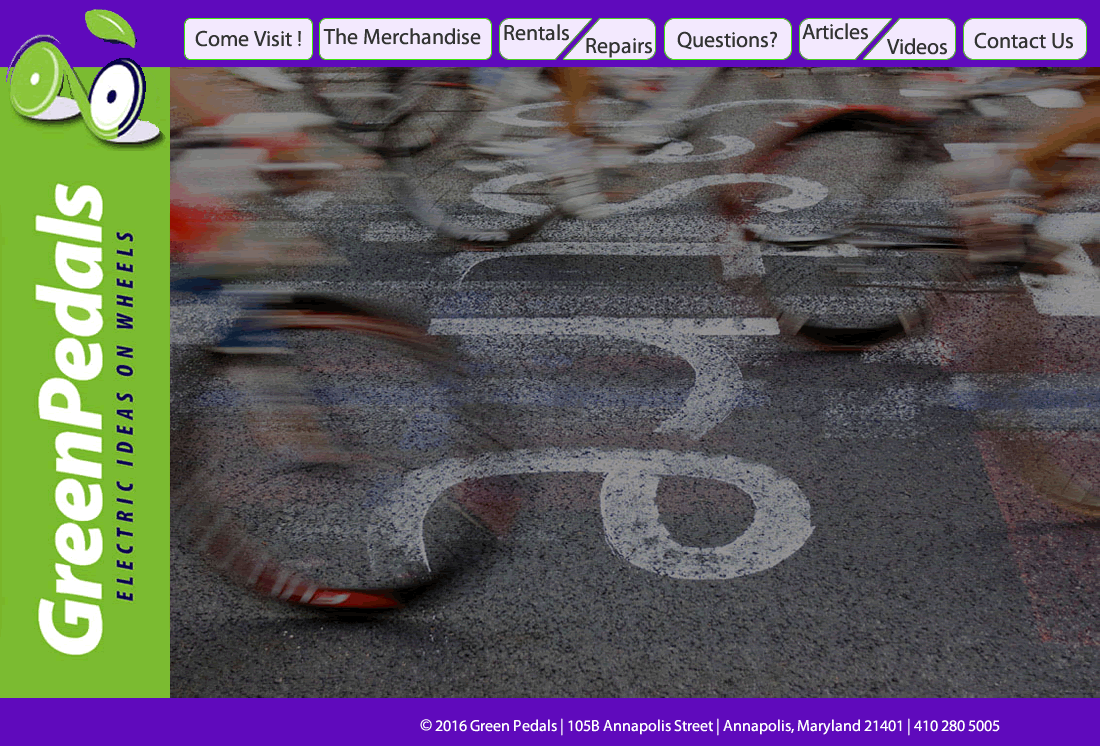 Come Visit !
The Merchandise
Rentals
Repairs
Questions?
Articles
Videos
Contact Us
GreenPedals
ELECTRIC IDEAS ON WHEELS
© 2016 Green Pedals | 105B Annapolis Street | Annapolis, Maryland 21401 | 410 280 5005